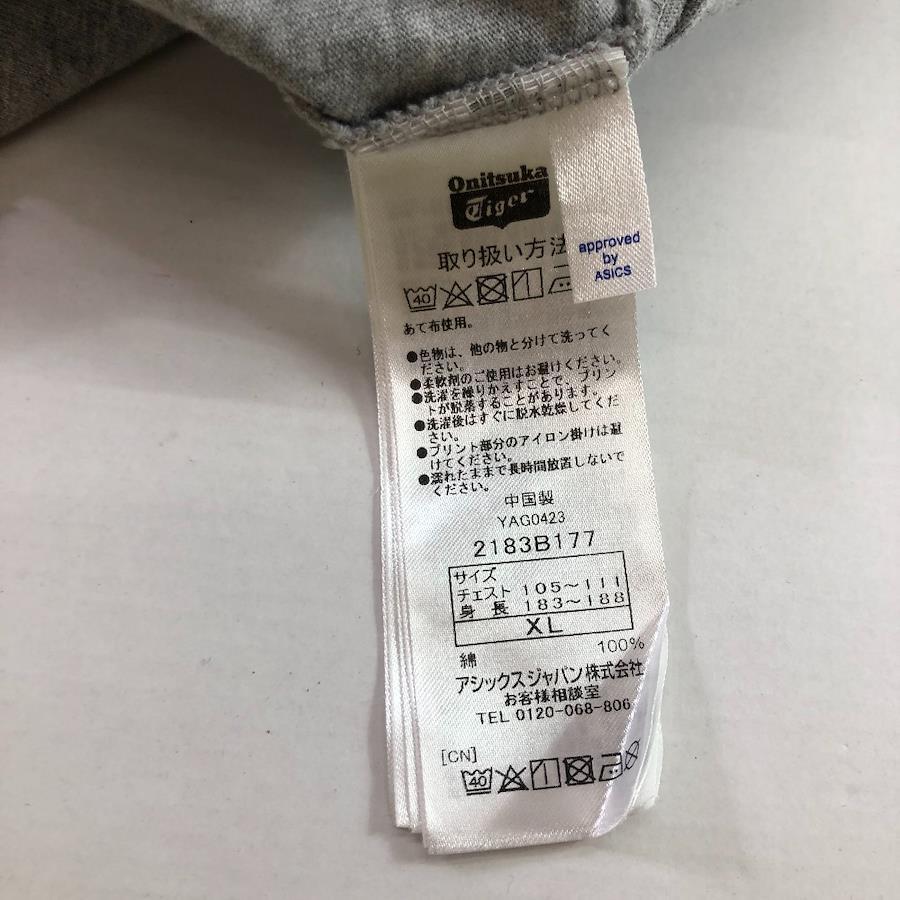 Onitsuka
Tiger
approved
by
ASICS
取り扱い方法
40
あて布使用。
●色物は、他の物と分けて洗ってく
ださい。
●柔軟剤のご使用はお避けください。
●洗濯を繰りかえすことで、プリン
トが脱落することがあります。
●洗濯後はすぐに脱水乾燥してくだ
さい。
●プリント部分のアイロン掛けは避
けてください。
●濡れたままで長時間放置しないで
ください。
中国製
YAG0423
2183B177
サイズ
チェスト 105～111
身長 183～188
XL
綿 100%
アシックスジャパン株式会社
お客様相談室
TEL 0120-068-806
[CN]
40